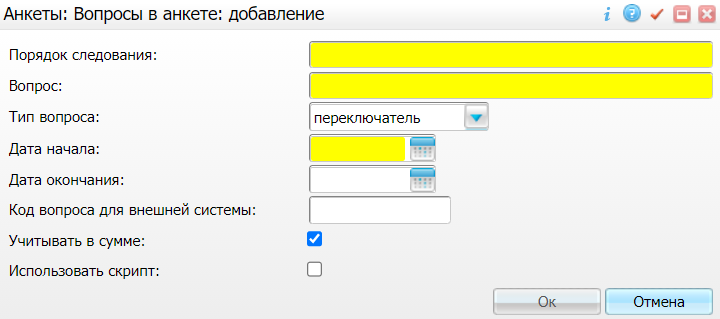 Анкеты: Вопросы в анкете: добавление
Порядок следования:
Вопрос:
Тип вопроса:
переключатель
Дата начала:
Дата окончания:
Код вопроса для внешней системы:
Учитывать в сумме:
Использовать скрипт:
Ок
Отмена